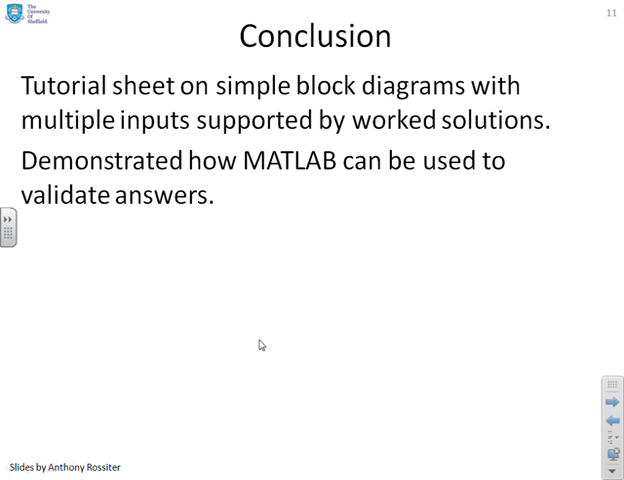 The
University
Of
Sheffield.
11
Conclusion
Tutorial sheet on simple block diagrams with
multiple inputs supported by worked solutions.
Demonstrated how MATLAB can be used to
validate answers.
Slides by Anthony Rossiter